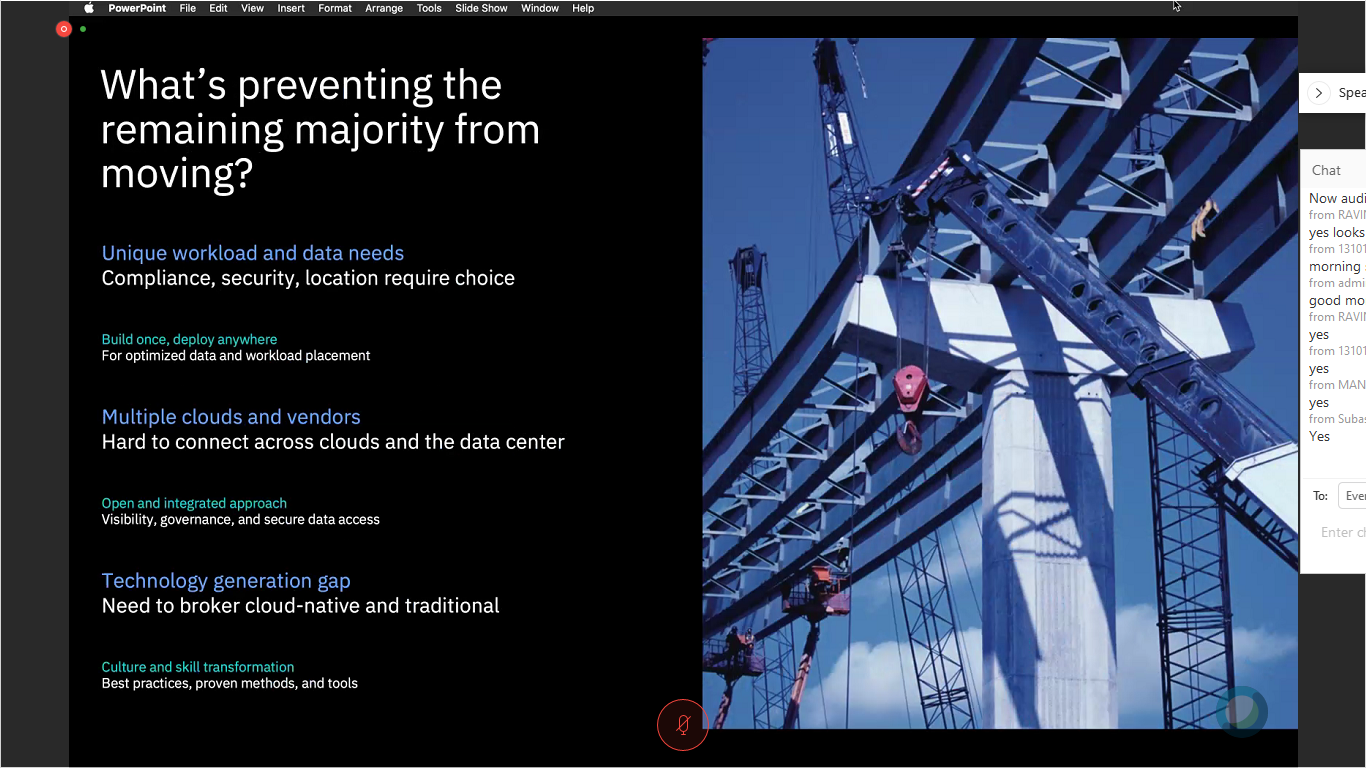 PowerPoint File Edit View Insert Format Arrange Tools Slide Show Window Help
What’s preventing the
remaining majority from
moving?
Unique workload and data needs
Compliance, security, location require choice
Build once, deploy anywhere
For optimized data and workload placement
Multiple clouds and vendors
Hard to connect across clouds and the data center
Open and integrated approach
Visibility, governance, and secure data access
Technology generation gap
Need to broker cloud-native and traditional
Culture and skill transformation
Best practices, proven methods, and tools
Spea
Chat
Now audi
from RAVIN
yes looks
from 13101
morning
from admi
good mo
from RAVIN
yes
from 13101
yes
from MAN
yes
from Subas
Yes
To: Ever
Enter ch